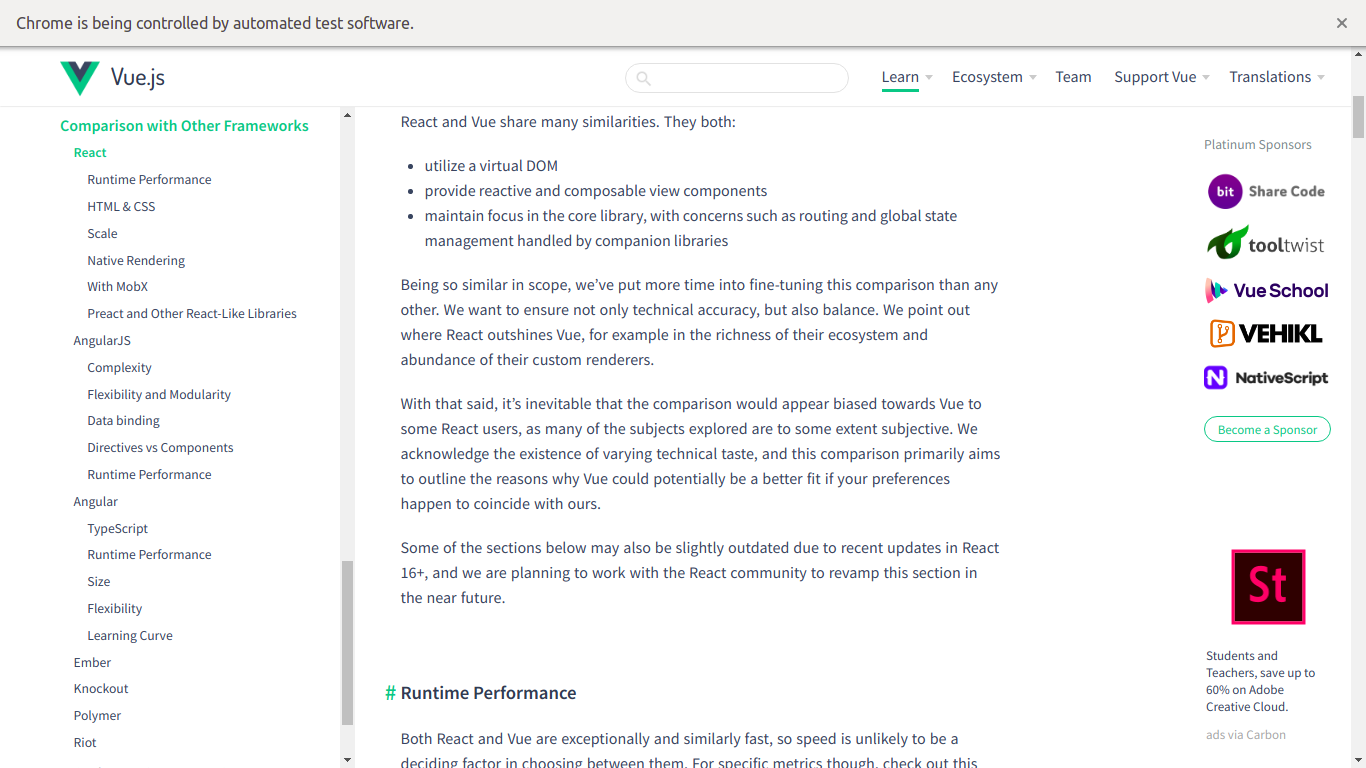 Chrome is being controlled by automated test software.
Vue.js
Learn
Ecosystem
Team
Support Vue
Translations
Comparison with Other Frameworks
React
Runtime Performance
HTML & CSS
Scale
Native Rendering
With MobX
Preact and Other React-Like Libraries
AngularJS
Complexity
Flexibility and Modularity
Data binding
Directives vs Components
Runtime Performance
Angular
TypeScript
Runtime Performance
Size
Flexibility
Learning Curve
Ember
Knockout
Polymer
Riot
React and Vue share many similarities. They both:
• utilize a virtual DOM
• provide reactive and composable view components
• maintain focus in the core library, with concerns such as routing and global state
management handled by companion libraries
Being so similar in scope, we’ve put more time into fine-tuning this comparison than any
other. We want to ensure not only technical accuracy, but also balance. We point out
where React outshines Vue, for example in the richness of their ecosystem and
abundance of their custom renderers.
With that said, it’s inevitable that the comparison would appear biased towards Vue to
some React users, as many of the subjects explored are to some extent subjective. We
acknowledge the existence of varying technical taste, and this comparison primarily aims
to outline the reasons why Vue could potentially be a better fit if your preferences
happen to coincide with ours.
Some of the sections below may also be slightly outdated due to recent updates in React
16+, and we are planning to work with the React community to revamp this section in
the near future.
# Runtime Performance
Both React and Vue are exceptionally and similarly fast, so speed is unlikely to be a
deciding factor in choosing between them. For specific metrics though, check out this
Platinum Sponsors
bit Share Code
tooltwist
Vue School
VEHIKL
N NativeScript
Become a Sponsor
St
Students and
Teachers, save up to
60% on Adobe
Creative Cloud.
ads via Carbon